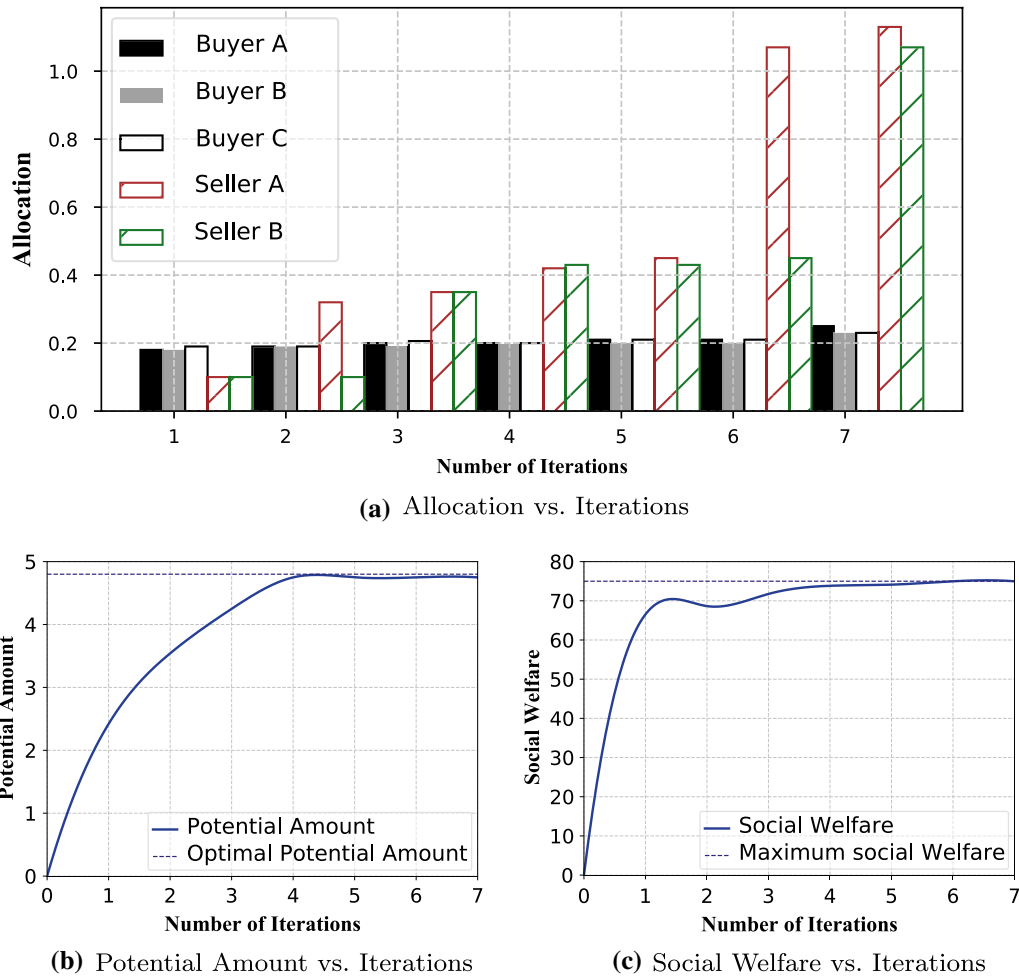 Buyer A
Buyer B
Buyer C
Seller A
Seller B
1.0
0.8
0.6
0.4
0.2
0.0
Allocation
1 2 3 4 5 6 7
Number of Iterations
(a) Allocation vs. Iterations
5
4
3
2
1
0
Potential Amount
Potential Amount
Optimal Potential Amount
0 1 2 3 4 5 6 7
Number of Iterations
(b) Potential Amount vs. Iterations
80
70
60
50
40
30
20
10
0
Social Welfare
Social Welfare
Maximum social Welfare
0 1 2 3 4 5 6 7
Number of Iterations
(c) Social Welfare vs. Iterations